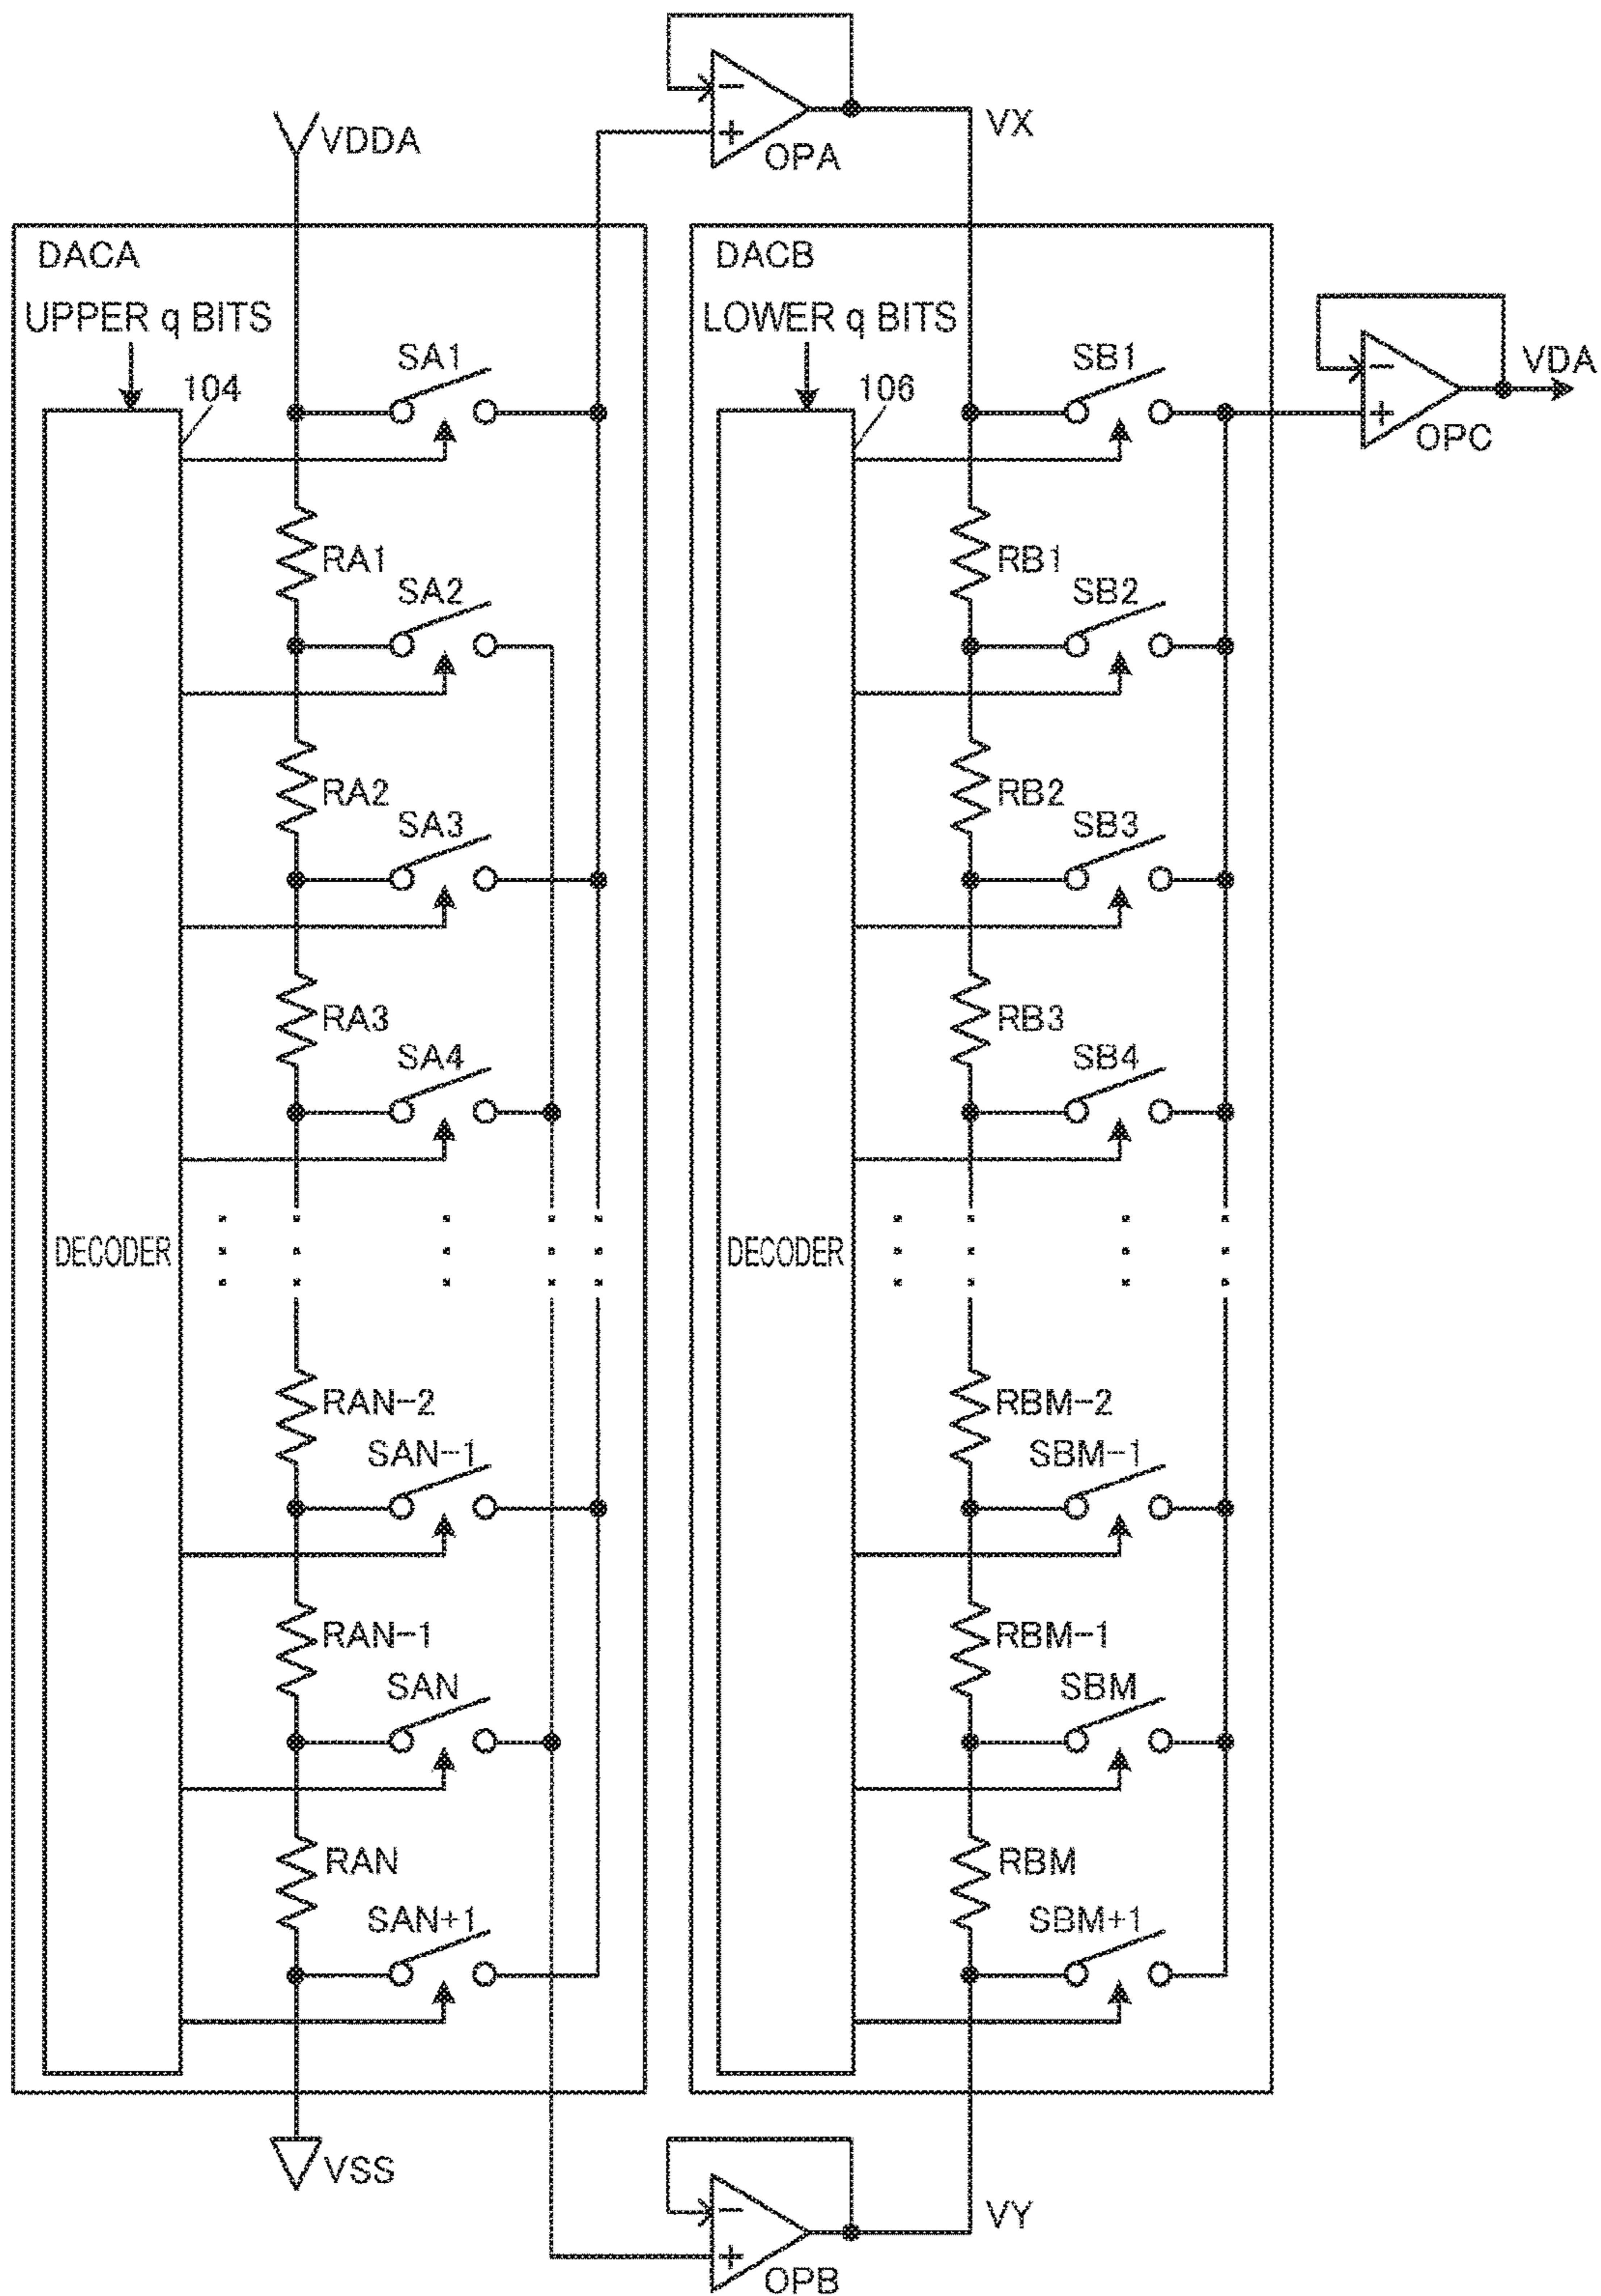 VDDA
OPA
VX
DACA
UPPER q BITS
104
DECODER
SA1
RA1
SA2
RA2
SA3
RA3
SA4
RAN-2
SAN-1
RAN-1
SAN
RAN
SAN+1
VSS
DACB
LOWER q BITS
106
DECODER
SB1
RB1
SB2
RB2
SB3
RB3
SB4
RBM-2
SBM-1
RBM-1
SBM
RBM
SBM+1
VDA
OPC
VY
OPB